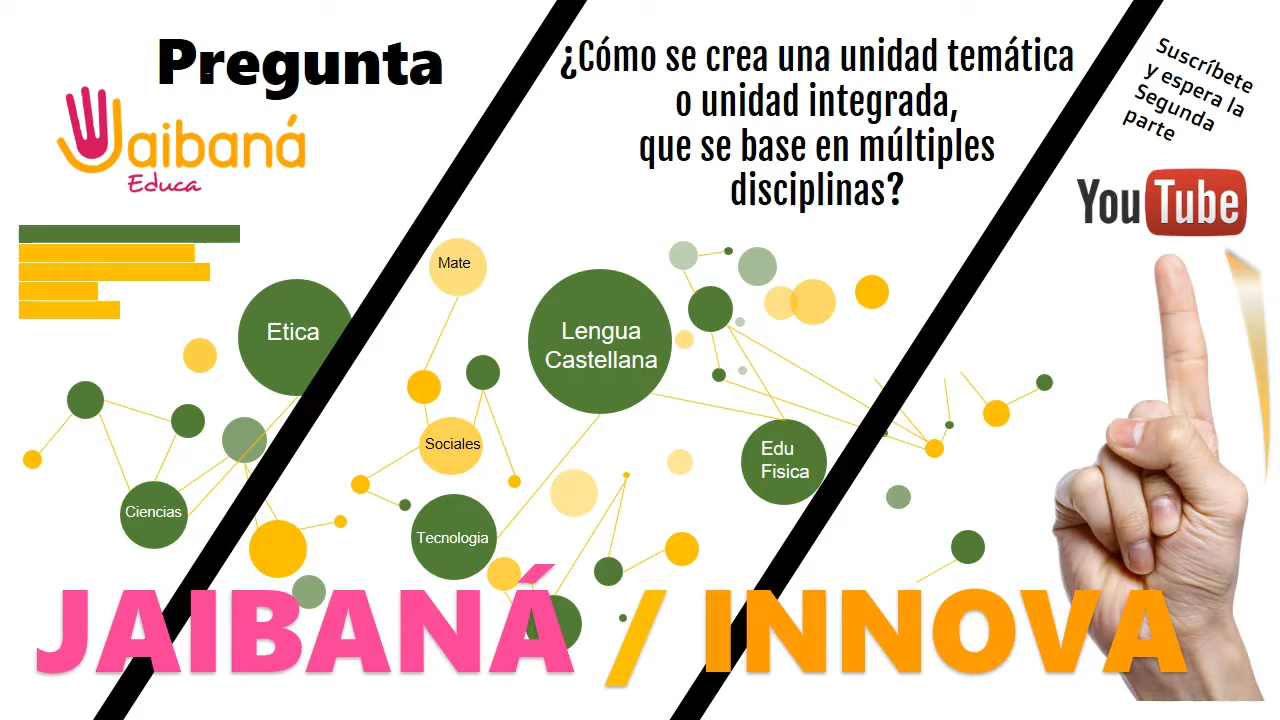 Pregunta
Jaibaná
Educa
¿Cómo se crea una unidad temática
o unidad integrada,
que se base en múltiples
disciplinas?
Suscríbete
y espera la
Segunda
parte
YouTube
Etica
Mate
Lengua
Castellana
Sociales
Edu
Fisica
Ciencias
Tecnologia
JAIBANÁ / INNOVA